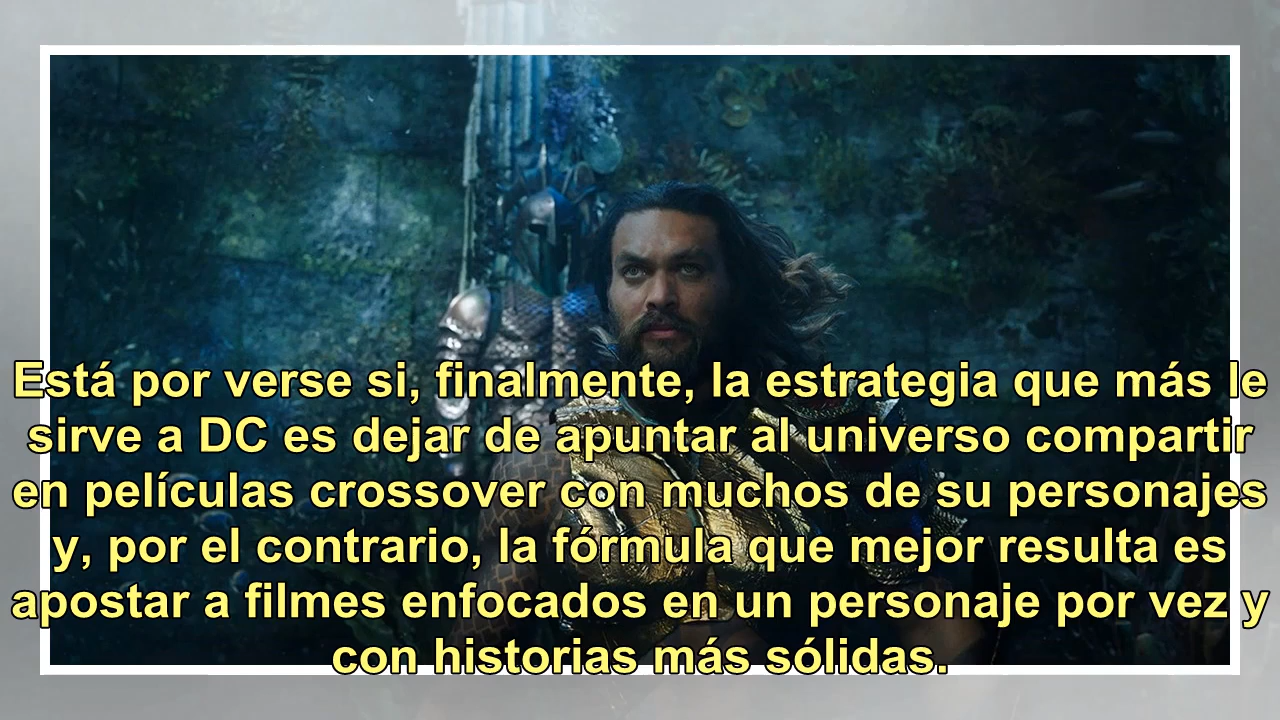 Está por verse si, finalmente, la estrategia que más le
sirve a DC es dejar de apuntar al universo compartir
en películas crossover con muchos de su personajes
y, por el contrario, la fórmula que mejor resulta es
apostar a filmes enfocados en un personaje por vez y
con historias más sólidas.